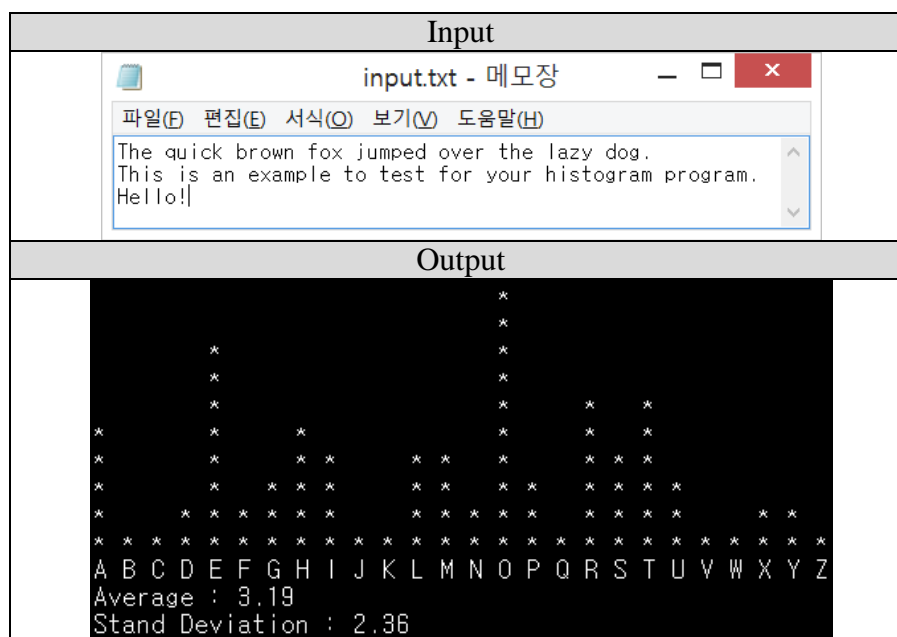 Input
input.txt - 메모장
파일(F) 편집(E) 서식(O) 보기(V) 도움말(H)
The quick brown fox jumped over the lazy dog.
This is an example to test for your histogram program.
Hello!
Output
*
*
* *
* *
* * * *
* * * * * *
* * * * * * * * * *
* * * * * * * * * * * * *
* * * * * * * * * * * * * * * * * *
* * * * * * * * * * * * * * * * * * * * * * * * * *
A B C D E F G H I J K L M N O P Q R S T U V W X Y Z
Average : 3.19
Stand Deviation : 2.36